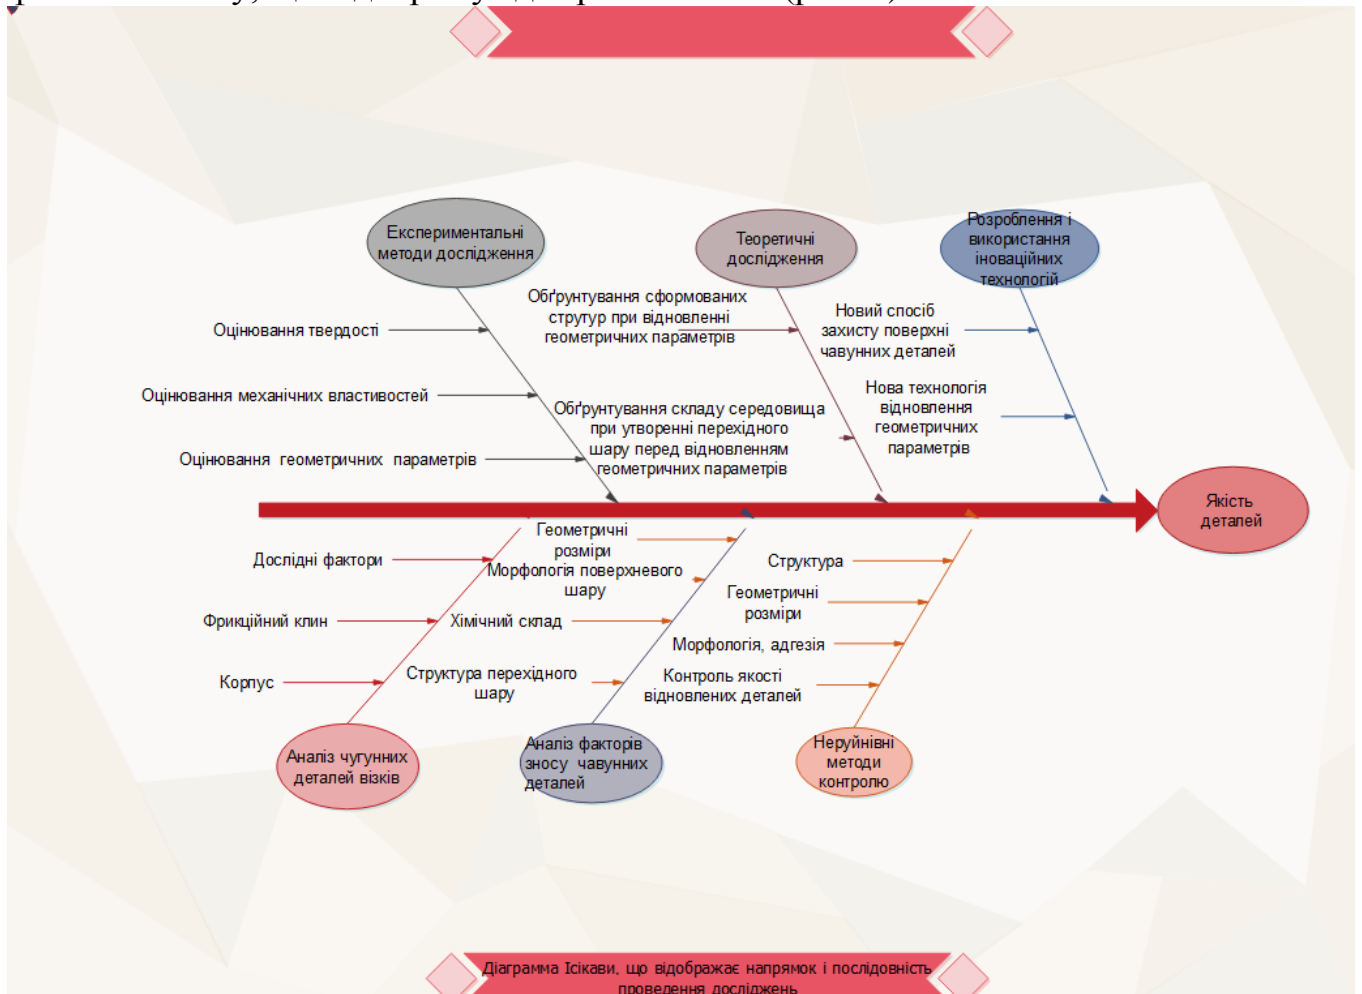 Експериментальні
методи дослідження
Теоретичні
дослідження
Розроблення і
використання
іноваційних
технологій
Оцінювання твердості
Оцінювання механічних властивостей
Оцінювання геометричних параметрів
Обґрунтування сформованих
струтур при відновленні
геометричних параметрів
Обґрунтування складу середовища
при утворенні перехідного
шару перед відновленням
геометричних параметрів
Новий спосіб
захисту поверхні
чавунних деталей
Нова технологія
відновлення
геометричних
параметрів
Якість
деталей
Дослідні фактори
Фрикційний клин
Корпус
Геометричні
розміри
Морфологія поверхневого
шару
Хімічний склад
Структура перехідного
шару
Структура
Геометричні
розміри
Морфологія, адгезія
Контроль якості
відновлених деталей
Аналіз чугунних
деталей візків
Аналіз факторів
зносу чавунних
деталей
Неруйнівні
методи
контролю
Діаграмма Ісікави, що відображає напрямок і послідовність
проведення досліджень